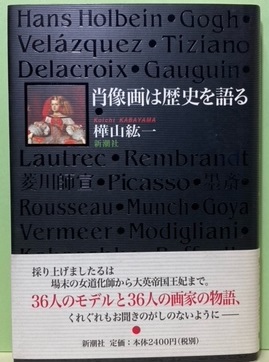 Hans Holbein・Gogh・
Velázquez・Tiziano
Delacroix・Gauguin・
肖像画は歴史を語る
Koichi KABAYAMA
樺山紘一
新潮社
Lautrec・Rembrandt
菱川師宣・Picasso・墨斎・
Rousseau・Munch・Goya
Vermeer・Modigliani・
採り上げましたるは
場末の女道化師から大英帝国王妃まで。
36人のモデルと36人の画家の物語、
くれぐれもお聞きのがしのないように——
新潮社 定価:本体2400円(税別)